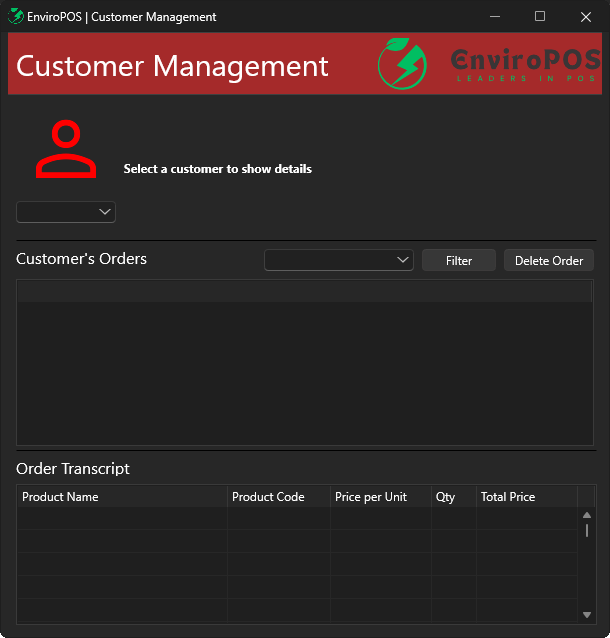 EnviroPOS | Customer Management
Customer Management
EnviroPOS
LEADERS IN POS
Select a customer to show details
Customer's Orders
Filter
Delete Order
Order Transcript
Product Name Product Code Price per Unit Qty Total Price